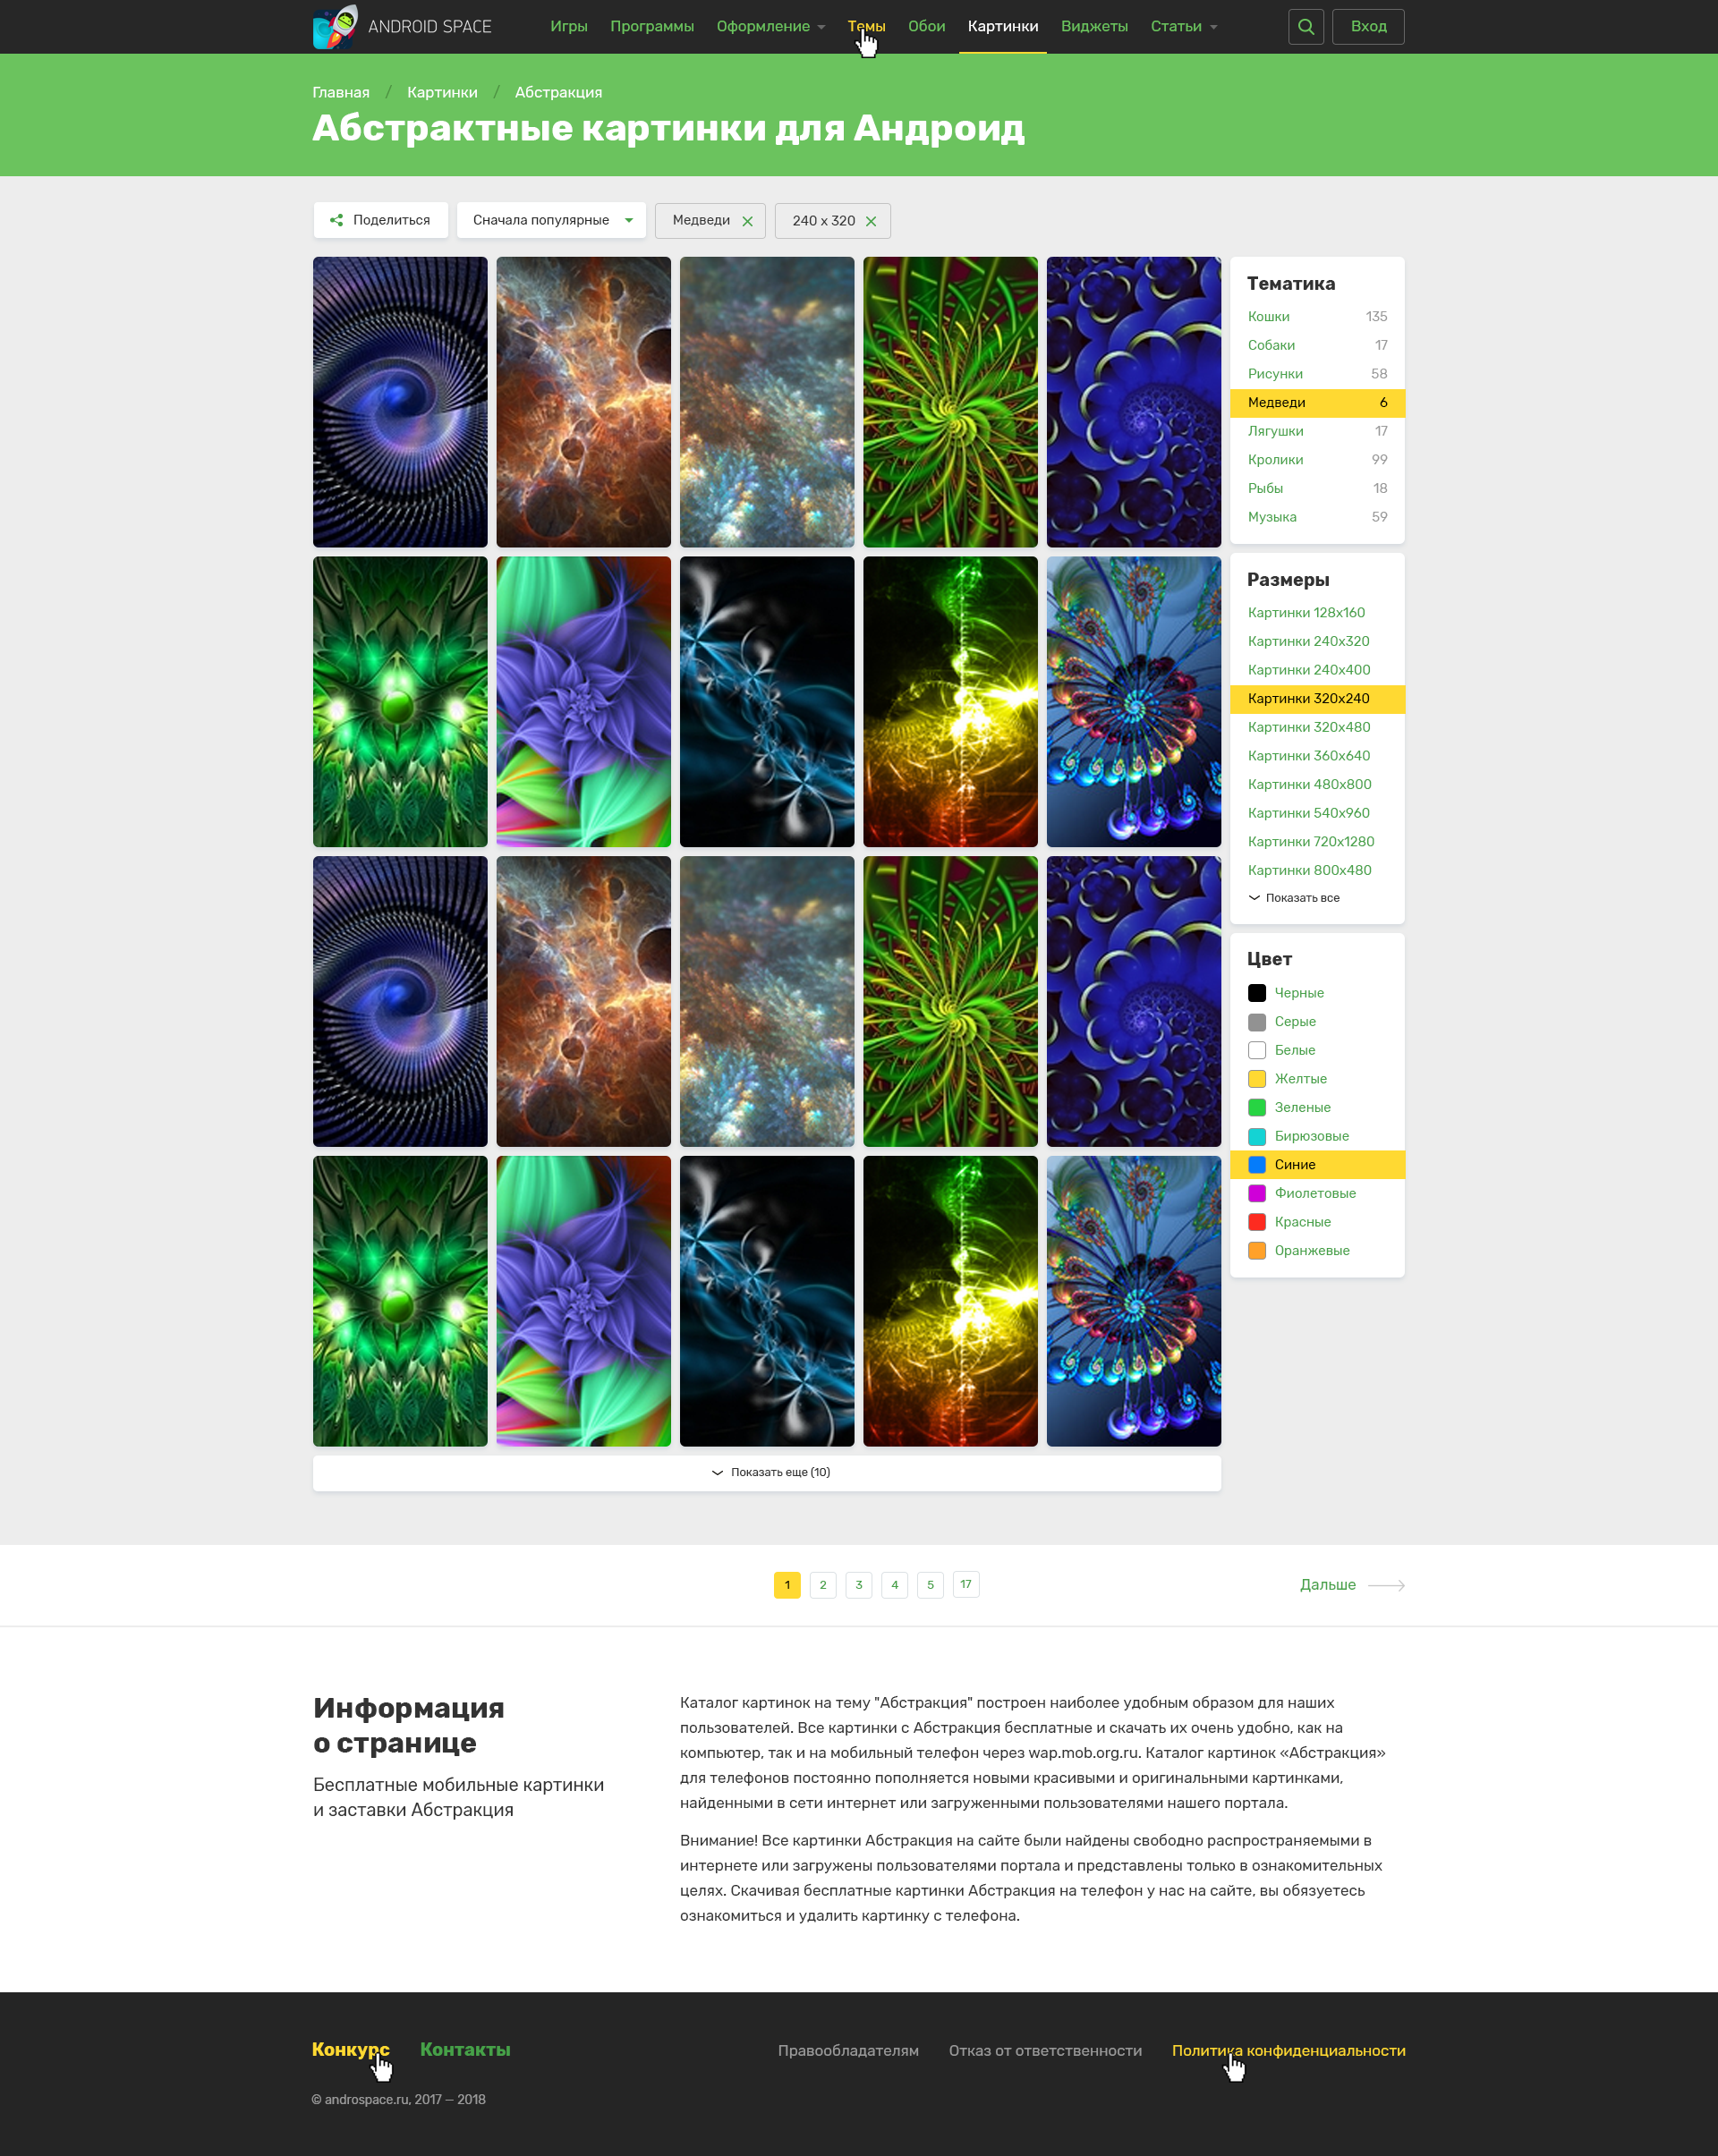 ANDROID SPACE
Игры Программы Оформление Темы Обои Картинки Виджеты Статьи Вход
Главная / Картинки / Абстракция
Абстрактные картинки для Андроид
Поделиться Сначала популярные Медведи 240 x 320
Тематика
Кошки 135
Собаки 17
Рисунки 58
Медведи 6
Лягушки 17
Кролики 99
Рыбы 18
Музыка 59
Размеры
Картинки 128x160
Картинки 240x320
Картинки 240x400
Картинки 320x240
Картинки 320x480
Картинки 360x640
Картинки 480x800
Картинки 540x960
Картинки 720x1280
Картинки 800x480
Показать все
Цвет
Черные
Серые
Белые
Желтые
Зеленые
Бирюзовые
Синие
Фиолетовые
Красные
Оранжевые
Показать еще (10)
1 2 3 4 5 17 Дальше
Информация
о странице
Бесплатные мобильные картинки
и заставки Абстракция
Каталог картинок на тему "Абстракция" построен наиболее удобным образом для наших
пользователей. Все картинки с Абстракция бесплатные и скачать их очень удобно, как на
компьютер, так и на мобильный телефон через wap.mob.org.ru. Каталог картинок «Абстракция»
для телефонов постоянно пополняется новыми красивыми и оригинальными картинками,
найденными в сети интернет или загруженными пользователями нашего портала.
Внимание! Все картинки Абстракция на сайте были найдены свободно распространяемыми в
интернете или загружены пользователями портала и представлены только в ознакомительных
целях. Скачивая бесплатные картинки Абстракция на телефон у нас на сайте, вы обязуетесь
ознакомиться и удалить картинку с телефона.
Конкурс Контакты Правообладателям Отказ от ответственности Политика конфиденциальности
© androspace.ru, 2017 — 2018